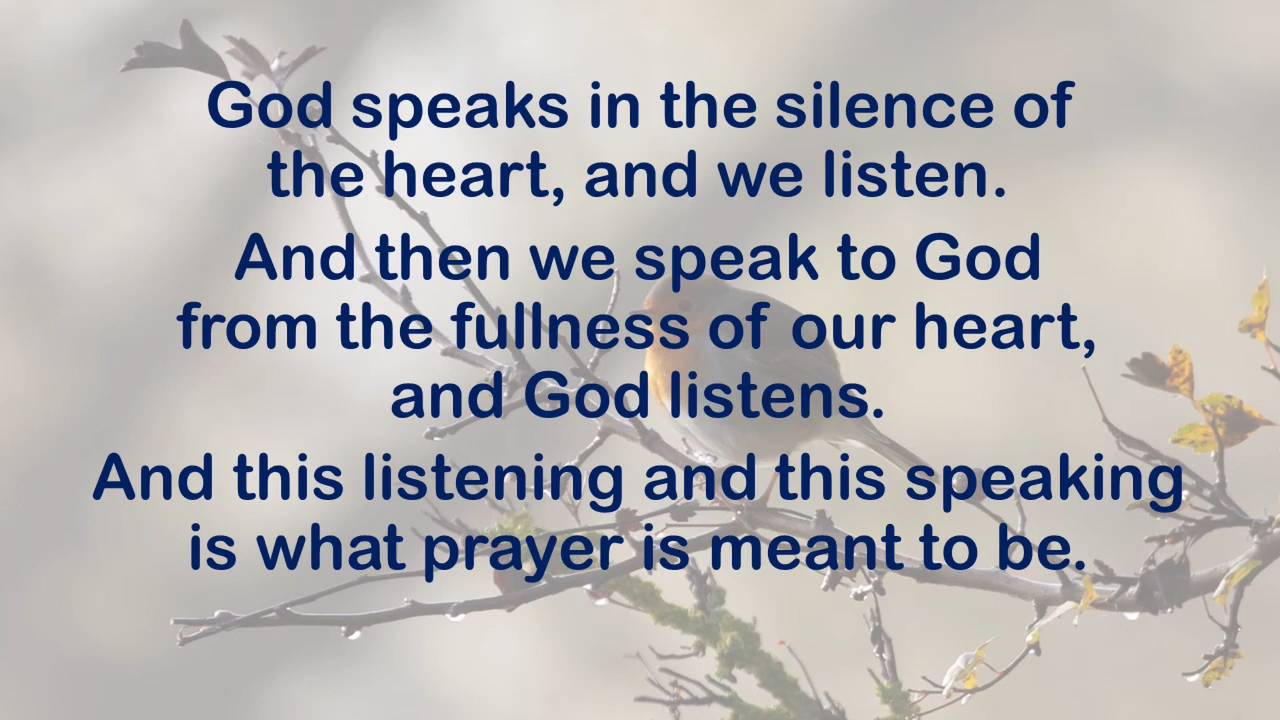 God speaks in the silence of
the heart, and we listen.
And then we speak to God
from the fullness of our heart,
and God listens.
And this listening and this speaking
is what prayer is meant to be.